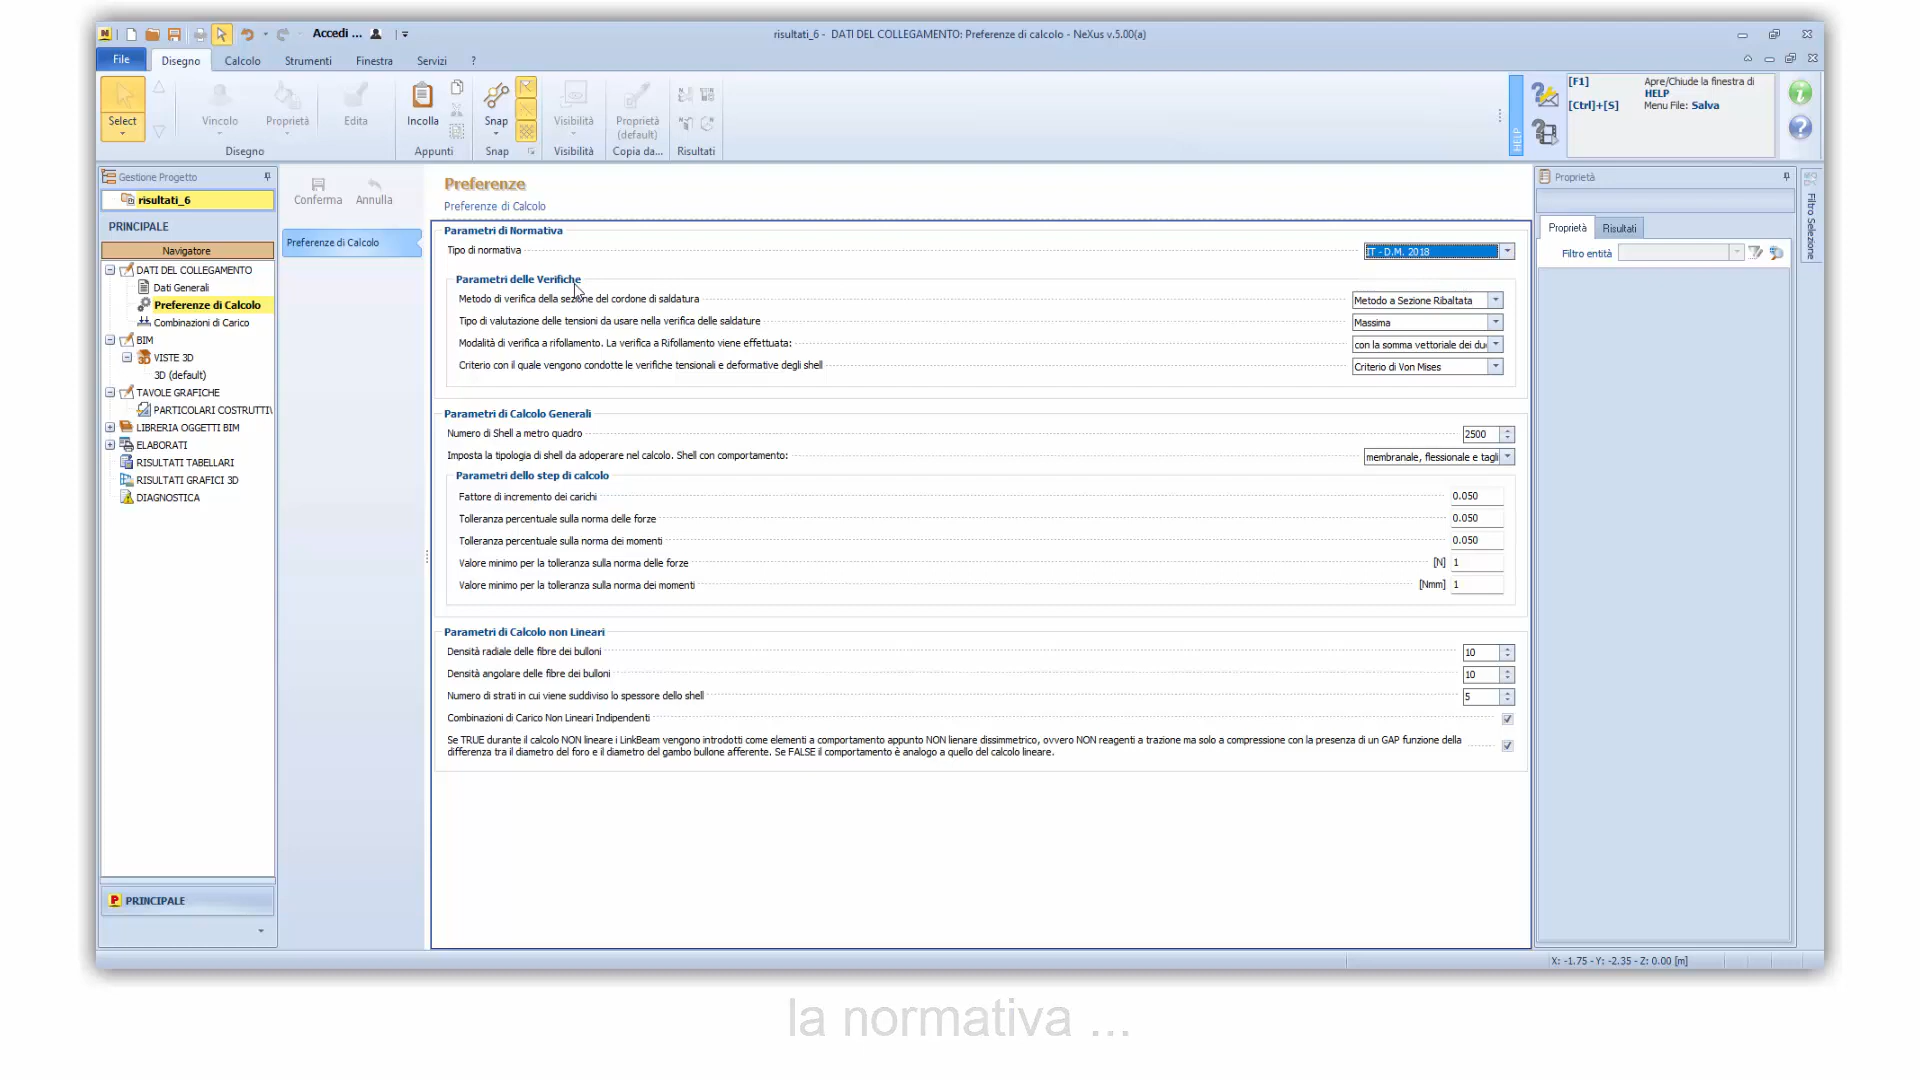 Accedi ...
risultati_6 - DATI DEL COLLEGAMENTO: Preferenze di calcolo - NeXus v.5.00(a)
File
Disegno
Calcolo
Strumenti
Finestra
Servizi
?
Select
Vincolo
Proprietà
Edita
Disegno
Incolla
Appunti
Snap
Snap
Visibilità
Visibilità
Proprietà
(default)
Copia da...
Risultati
HELP
[F1] Apre/Chiude la finestra di
HELP
[Ctrl]+[S] Menu File: Salva
Gestione Progetto
risultati_6
PRINCIPALE
Navigatore
DATI DEL COLLEGAMENTO
Dati Generali
Preferenze di Calcolo
Combinazioni di Carico
BIM
VISTE 3D
3D (default)
TAVOLE GRAFICHE
PARTICOLARI COSTRUTTIV
LIBRERIA OGGETTI BIM
ELABORATI
RISULTATI TABELLARI
RISULTATI GRAFICI 3D
DIAGNOSTICA
PRINCIPALE
Conferma
Annulla
Preferenze di Calcolo
Preferenze
Preferenze di Calcolo
Parametri di Normativa
Tipo di normativa IT - D.M. 2018
Parametri delle Verifiche
Metodo di verifica della sezione del cordone di saldatura Metodo a Sezione Ribaltata
Tipo di valutazione delle tensioni da usare nella verifica delle saldature Massima
Modalità di verifica a rifollamento. La verifica a Rifollamento viene effettuata: con la somma vettoriale dei du
Criterio con il quale vengono condotte le verifiche tensionali e deformative degli shell Criterio di Von Mises
Parametri di Calcolo Generali
Numero di Shell a metro quadro 2500
Imposta la tipologia di shell da adoperare nel calcolo. Shell con comportamento: membranale, flessionale e tagli
Parametri dello step di calcolo
Fattore di incremento dei carichi 0.050
Tolleranza percentuale sulla norma delle forze 0.050
Tolleranza percentuale sulla norma dei momenti 0.050
Valore minimo per la tolleranza sulla norma delle forze [N] 1
Valore minimo per la tolleranza sulla norma dei momenti [Nmm] 1
Parametri di Calcolo non Lineari
Densità radiale delle fibre dei bulloni 10
Densità angolare delle fibre dei bulloni 10
Numero di strati in cui viene suddiviso lo spessore dello shell 5
Combinazioni di Carico Non Lineari Indipendenti
Se TRUE durante il calcolo NON lineare i LinkBeam vengono introdotti come elementi a comportamento appunto NON lienare dissimmetrico, ovvero NON reagenti a trazione ma solo a compressione con la presenza di un GAP funzione della
differenza tra il diametro del foro e il diametro del gambo bullone afferente. Se FALSE il comportamento è analogo a quello del calcolo lineare.
Proprietà
Proprietà
Risultati
Filtro entità
Filtro Selezione
X: -1.75 - Y: -2.35 - Z: 0.00 [m]
la normativa ...